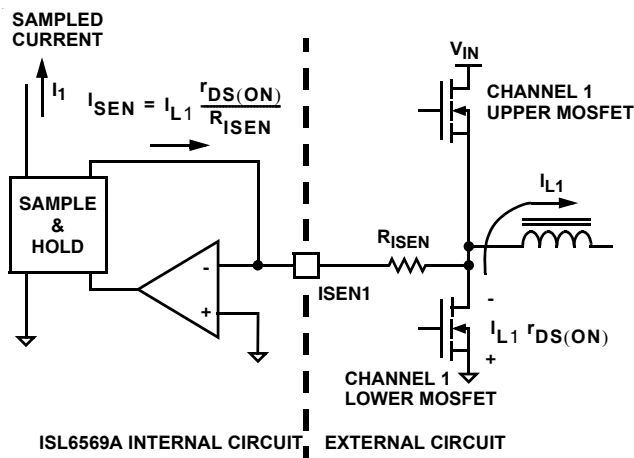 SAMPLED
CURRENT
I1
ISEN = IL1 rDS(ON)
RISEN
SAMPLE
&
HOLD
-
+
ISEN1
RISEN
VIN
CHANNEL 1
UPPER MOSFET
IL1
-
IL1 rDS(ON)
+
CHANNEL 1
LOWER MOSFET
ISL6569A INTERNAL CIRCUIT
EXTERNAL CIRCUIT